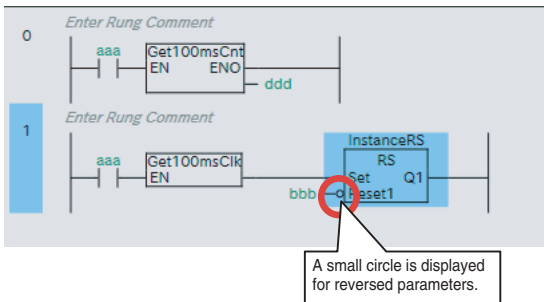 Enter Rung Comment
0
aaa
Get100msCnt
EN ENO
ddd
Enter Rung Comment
1
InstanceRS
aaa
Get100msClk
RS
EN
Set Q1
bbb
Reset1
A small circle is displayed
for reversed parameters.